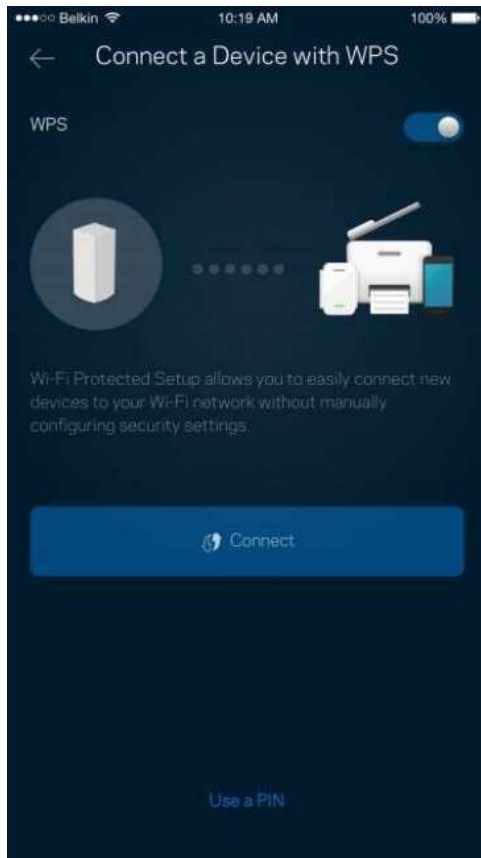 Belkin 10:19 AM 100%
Connect a Device with WPS
WPS
Wi-Fi Protected Setup allows you to easily connect new
devices to your Wi-Fi network without manually
configuring security settings.
Connect
Use a PIN